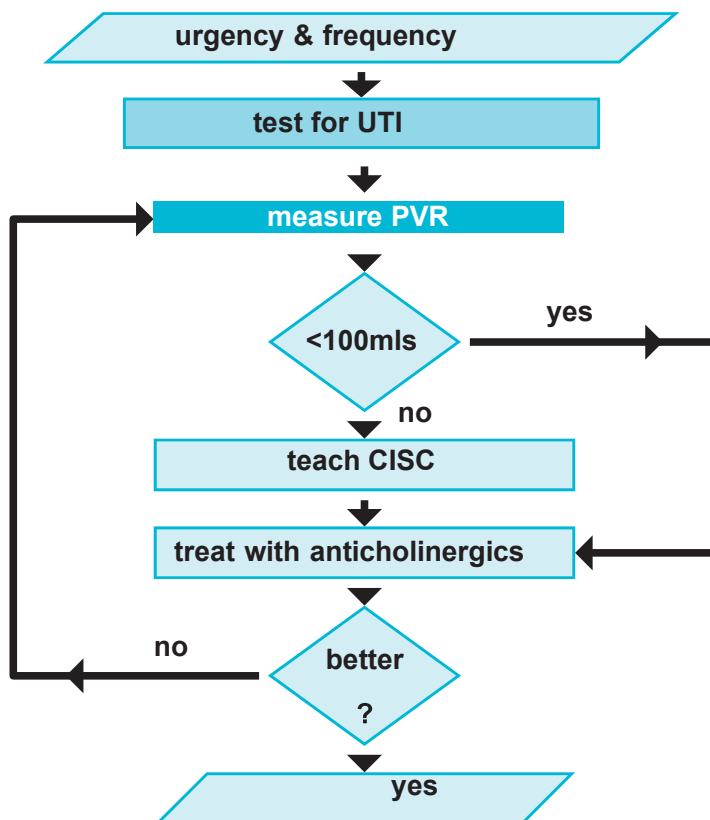 urgency & frequency
test for UTI
measure PVR
<100mls
yes
no
teach CISC
treat with anticholinergics
no
better
?
yes